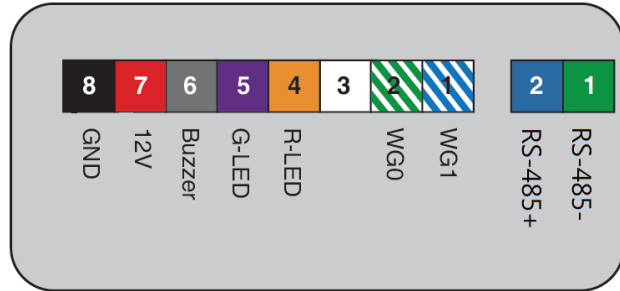 8 7 6 5 4 3 2 1 2 1
GND
12V
Buzzer
G-LED
R-LED
WG0
WG1
RS-485+
RS-485-